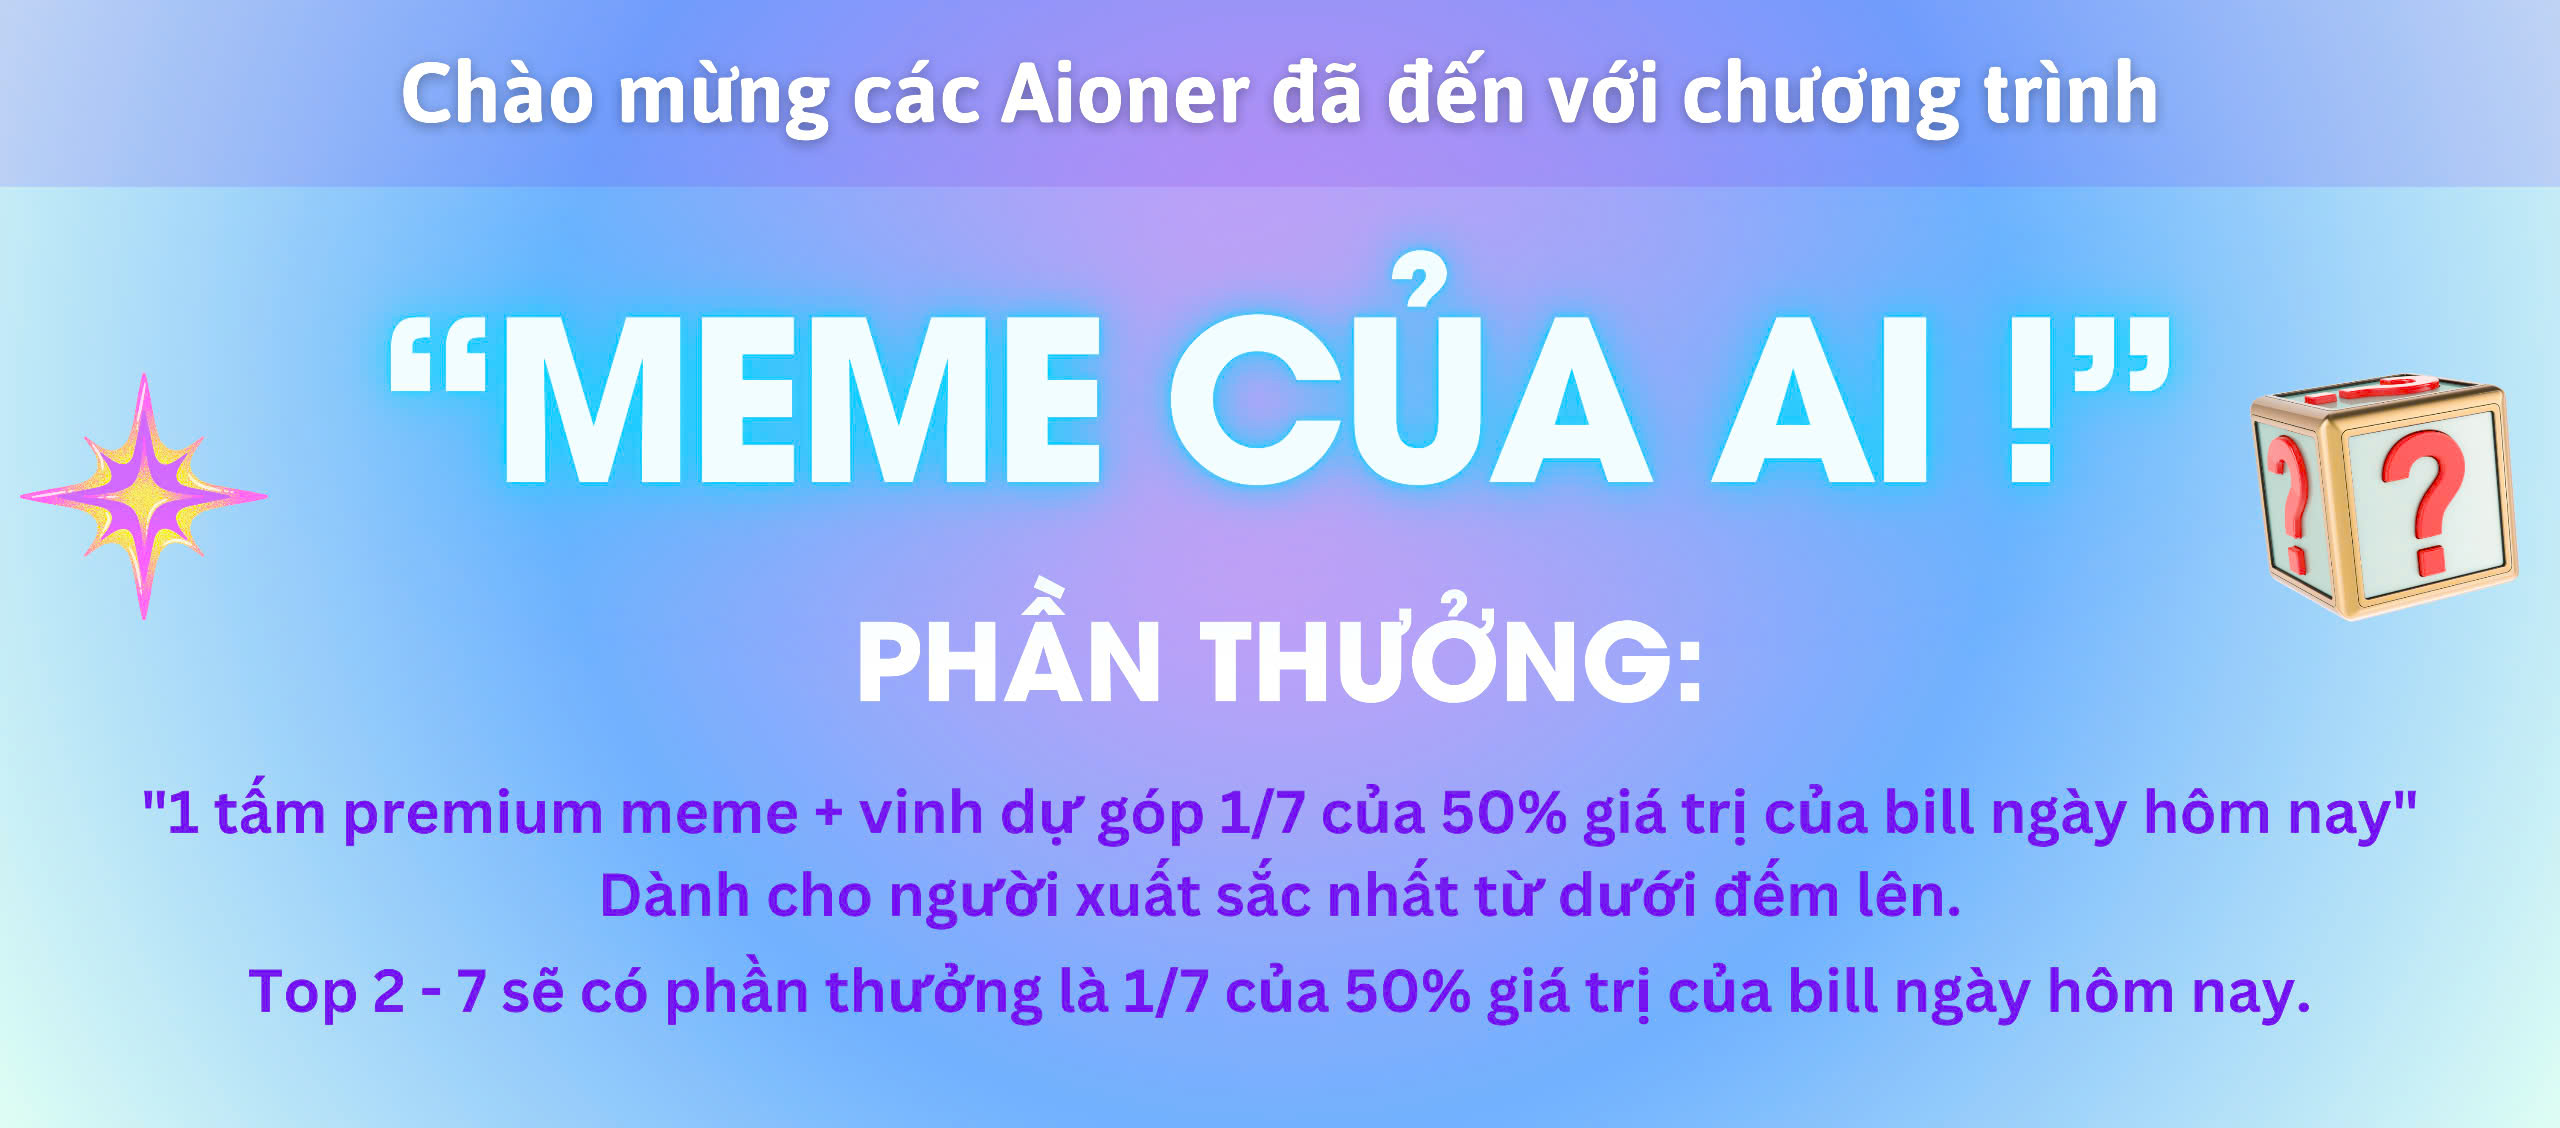 Chào mừng các Aioner đã đến với chương trình
“MEME CỦA AI !”
PHẦN THƯỞNG:
"1 tấm premium meme + vinh dự góp 1/7 của 50% giá trị của bill ngày hôm nay"
Dành cho người xuất sắc nhất từ dưới đếm lên.
Top 2 - 7 sẽ có phần thưởng là 1/7 của 50% giá trị của bill ngày hôm nay.
? ? ?